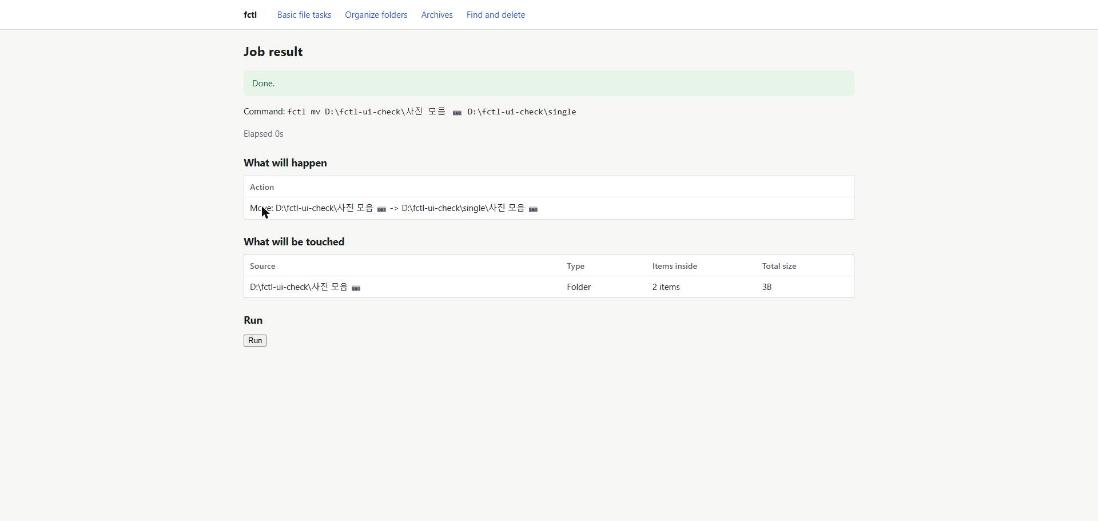 fctl Basic file tasks Organize folders Archives Find and delete
Job result
Done.
Command: fctl mv D:\fctl-ui-check\사진 모음 📼 D:\fctl-ui-check\single
Elapsed 0s
What will happen
Action
Move: D:\fctl-ui-check\사진 모음 📼 -> D:\fctl-ui-check\single\사진 모음 📼
What will be touched
Source Type Items inside Total size
D:\fctl-ui-check\사진 모음 📼 Folder 2 items 3B
Run
Run